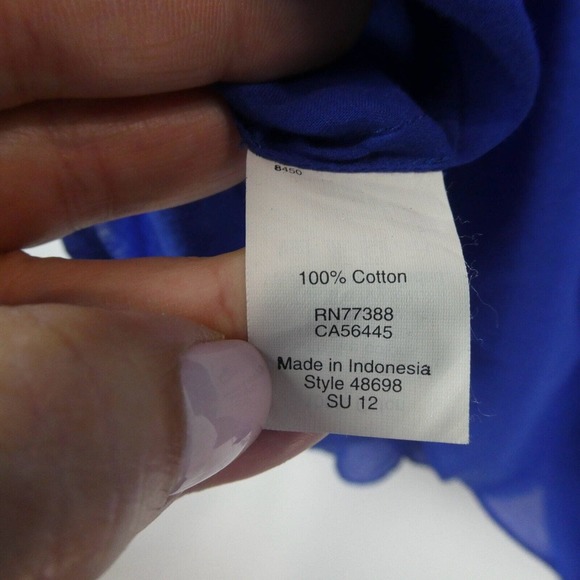 8450
100% Cotton
RN77388
CA56445
Made in Indonesia
Style 48698
SU 12